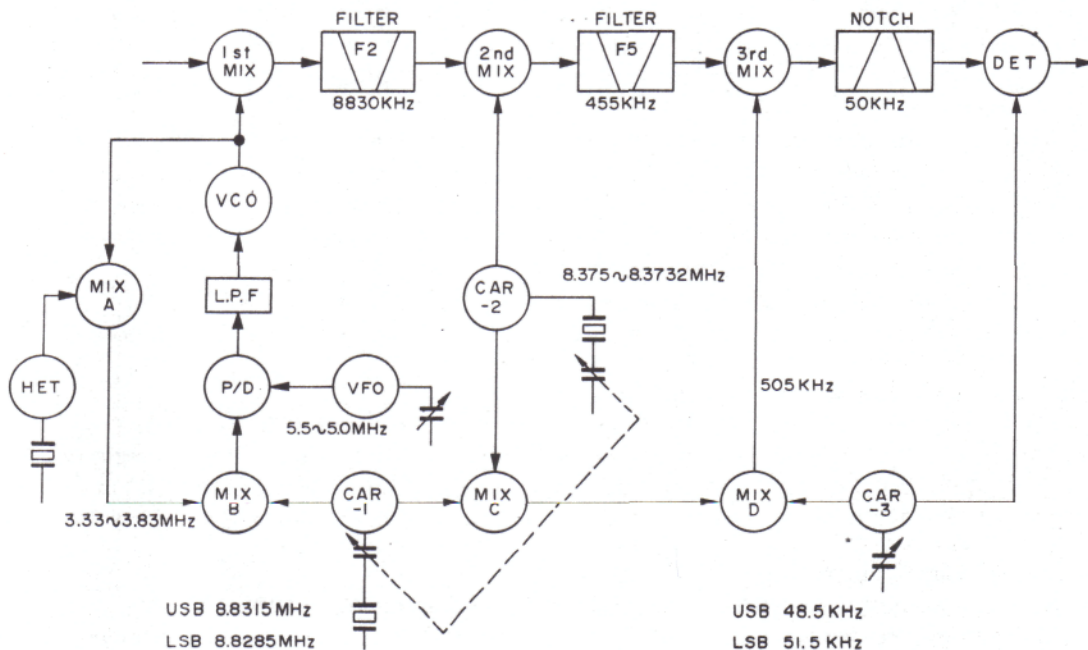 FILTER
FILTER
NOTCH
1st
MIX
F2
2nd
MIX
F5
3rd
MIX
DET
8830KHz
455KHz
50KHz
VCO
8.375~8.3732MHz
MIX
A
L.P.F
CAR
-2
HET
P/D
VFO
505KHz
5.5~5.0MHz
MIX
B
CAR
-1
MIX
C
MIX
D
CAR
-3
3.33~3.83MHz
USB 8.8315MHz
LSB 8.8285MHz
USB 48.5KHz
LSB 51.5KHz